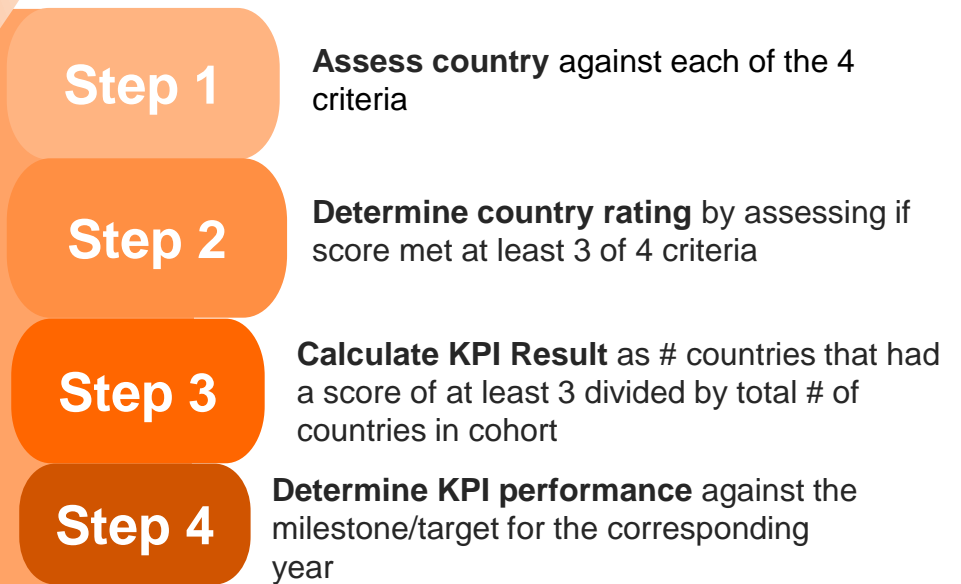 Step 1
Assess country against each of the 4
criteria
Step 2
Determine country rating by assessing if
score met at least 3 of 4 criteria
Step 3
Calculate KPI Result as # countries that had
a score of at least 3 divided by total # of
countries in cohort
Step 4
Determine KPI performance against the
milestone/target for the corresponding
year